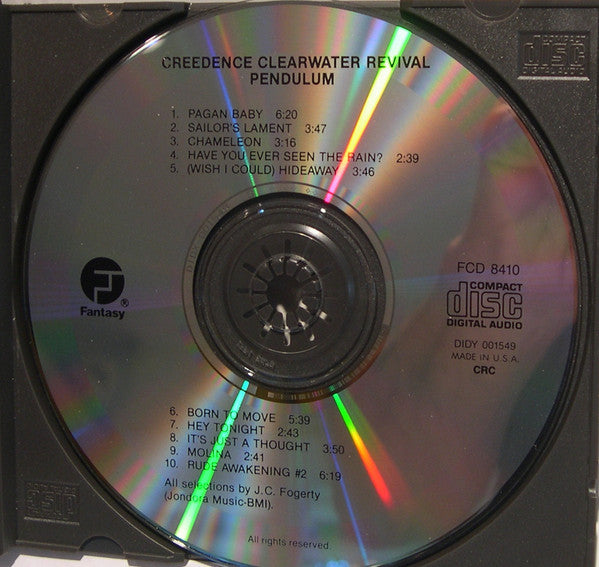 CREEDENCE CLEARWATER REVIVAL
PENDULUM
1. PAGAN BABY 6:20
2. SAILOR'S LAMENT 3:47
3. CHAMELEON 3:16
4. HAVE YOU EVER SEEN THE RAIN? 2:39
5. (WISH I COULD) HIDEAWAY 3:46
Fantasy®
FCD 8410
COMPACT
disc
DIGITAL AUDIO
DIDY 001549
MADE IN U.S.A.
CRC
6. BORN TO MOVE 5:39
7. HEY TONIGHT 2:43
8. IT'S JUST A THOUGHT 3:50
9. MOLINA 2:41
10. RUDE AWAKENING #2 6:19
All selections by J.C. Fogerty
(Jondora Music-BMI).
All rights reserved.
COMPACT
disc
DIGITAL AUDIO